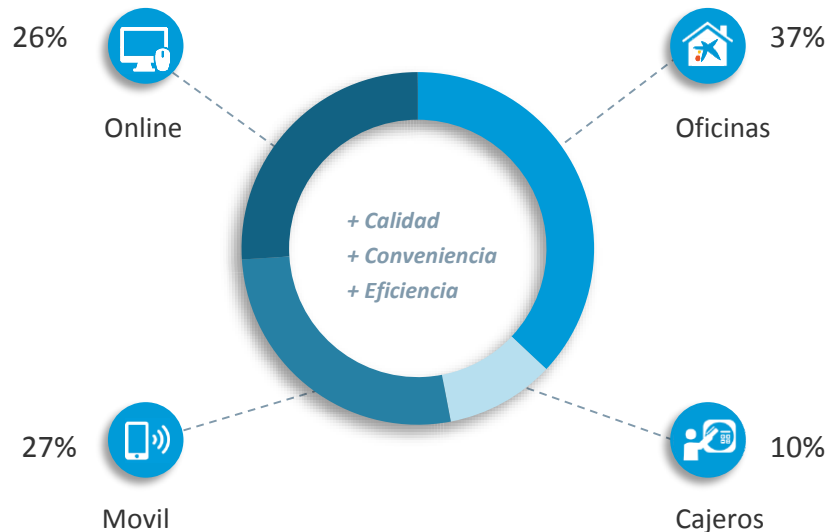 26%
Online
37%
Oficinas
+ Calidad
+ Conveniencia
+ Eficiencia
27%
Movil
10%
Cajeros